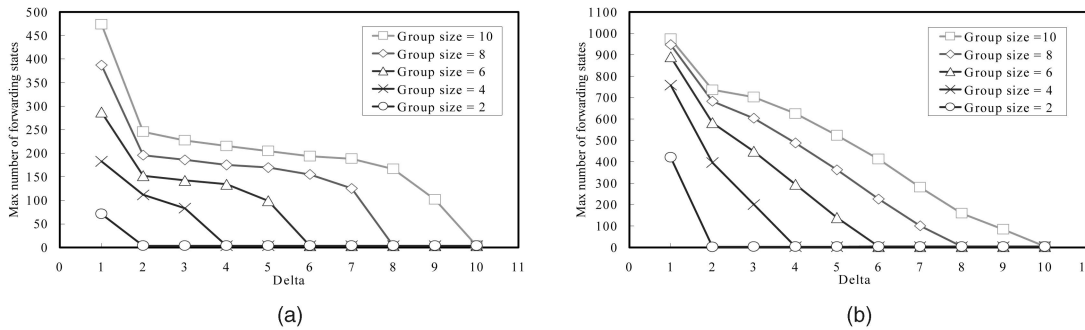 500
450
400
350
300
250
200
150
100
50
0
Max number of forwarding states
Group size = 10
Group size = 8
Group size = 6
Group size = 4
Group size = 2
0 1 2 3 4 5 6 7 8 9 10 11
Delta
(a)
1100
1000
900
800
700
600
500
400
300
200
100
0
Max number of forwarding states
Group size =10
Group size = 8
Group size = 6
Group size = 4
Group size = 2
0 1 2 3 4 5 6 7 8 9 10
Delta
(b)